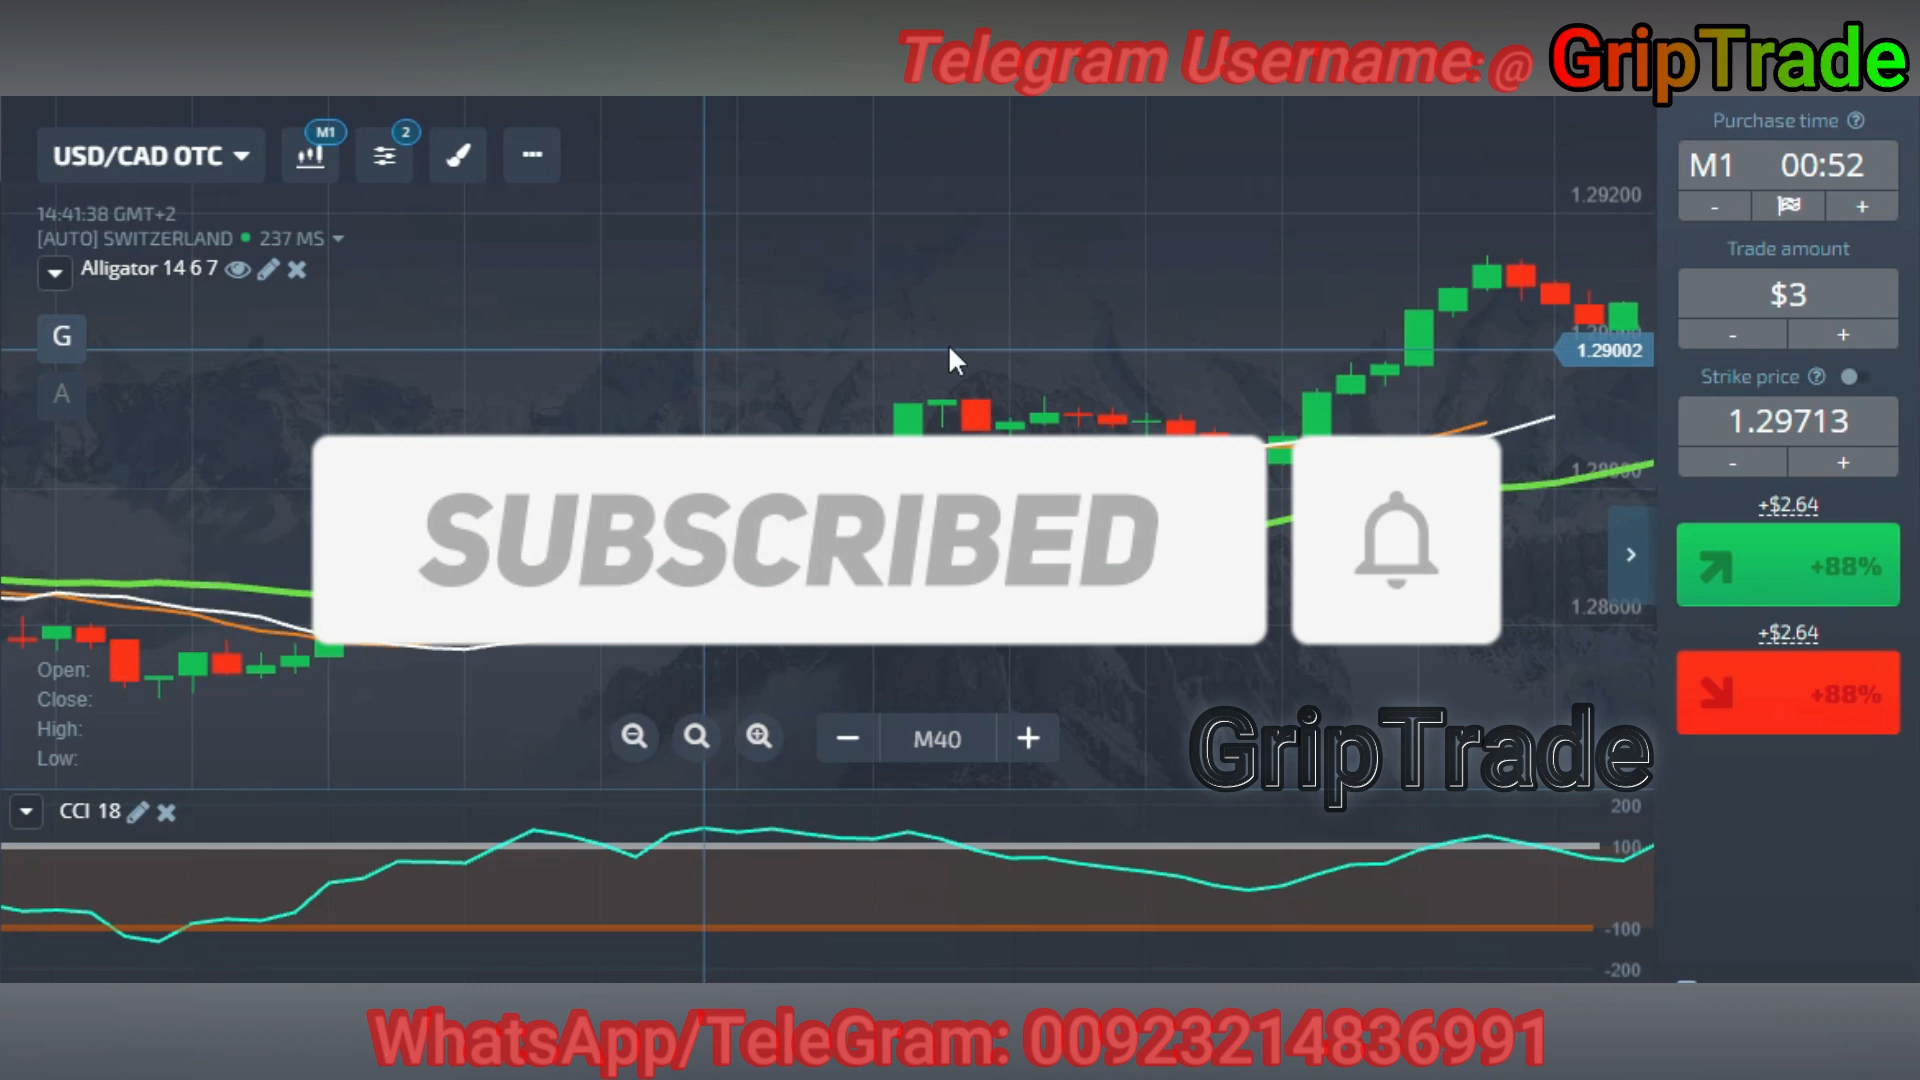 Telegram Username:@ GripTrade
Purchase time
M1 00:52
- +
USD/CAD OTC
M1
2
1.29200
14:41:38 GMT+2
[AUTO] SWITZERLAND 237 MS
Alligator 14 6 7
Trade amount
$3
- +
G
A
1.29002
Strike price
1.29713
- +
+$2.64
+88%
SUBSCRIBED
1.28600
+$2.64
+88%
Open:
Close:
High:
Low:
M40
GripTrade
CCI 18
200
100
-100
-200
WhatsApp/TeleGram: 00923214836991